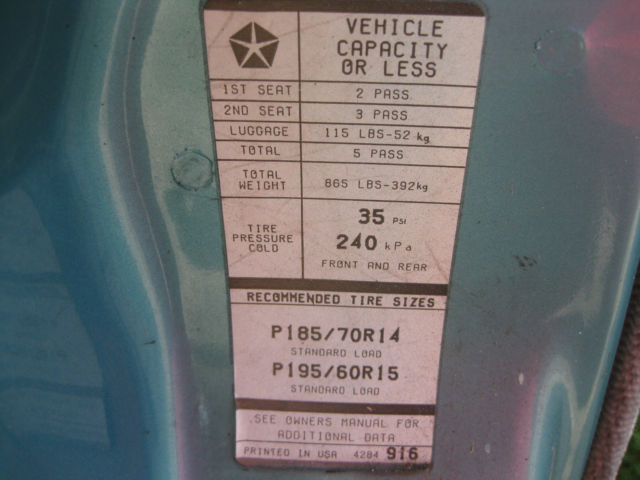 VEHICLE
CAPACITY
OR LESS
1ST SEAT 2 PASS
2ND SEAT 3 PASS
LUGGAGE 115 LBS-52 kg
TOTAL 5 PASS
TOTAL
WEIGHT 865 LBS-392kg
TIRE
PRESSURE
COLD
35 PSI
240 kPa
FRONT AND REAR
RECOMMENDED TIRE SIZES
P185/70R14
STANDARD LOAD
P195/60R15
STANDARD LOAD
SEE OWNERS MANUAL FOR
ADDITIONAL DATA
PRINTED IN USA 4284 916